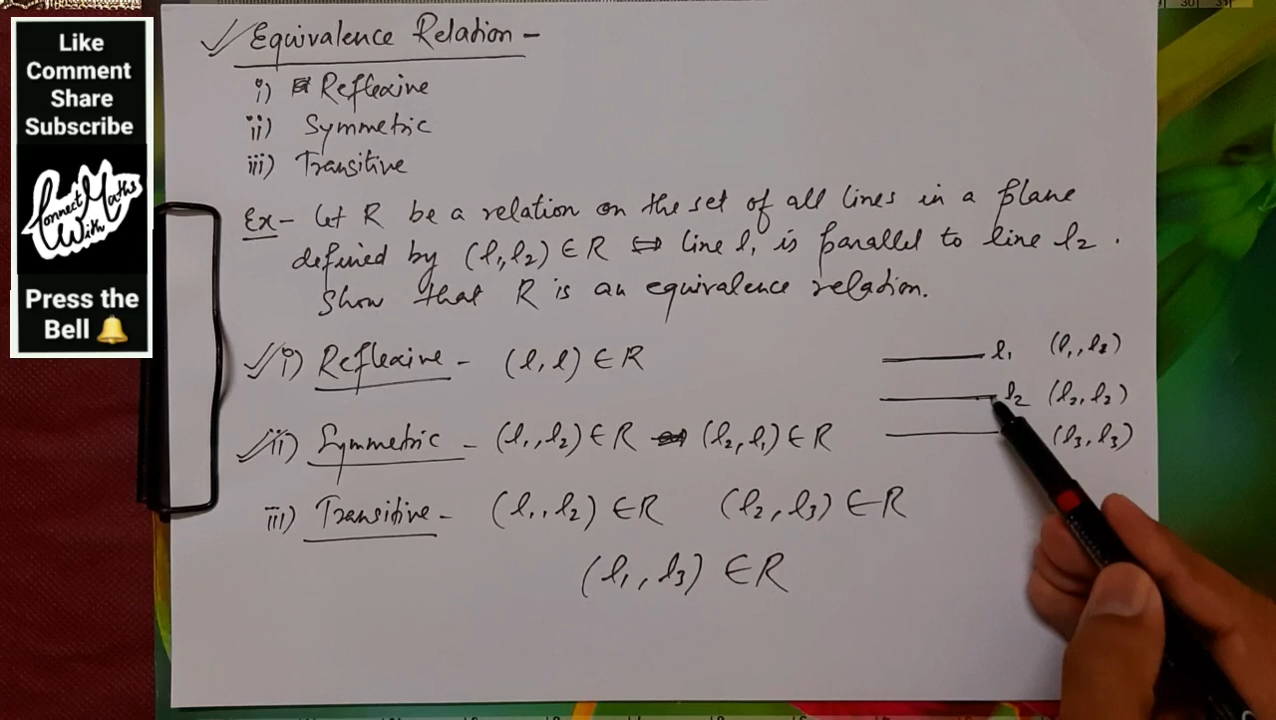 Like
Comment
Share
Subscribe
Connect
With
Maths
Press the
Bell 🔔
Equivalence Relation -
i) Reflexive
ii) Symmetric
iii) Transitive
Ex- Let R be a relation on the set of all lines in a plane
defined by (l₁, l₂) ∈ R ⇔ line l₁ is parallel to line l₂ .
Show that R is an equivalence relation.
i) Reflexive - (l, l) ∈ R
ii) Symmetric - (l₁, l₂) ∈ R (l₂, l₁) ∈ R
iii) Transitive - (l₁, l₂) ∈ R (l₂, l₃) ∈ R
(l₁, l₃) ∈ R
l₁
l₂ (l₂, l₂)
(l₃, l₃)